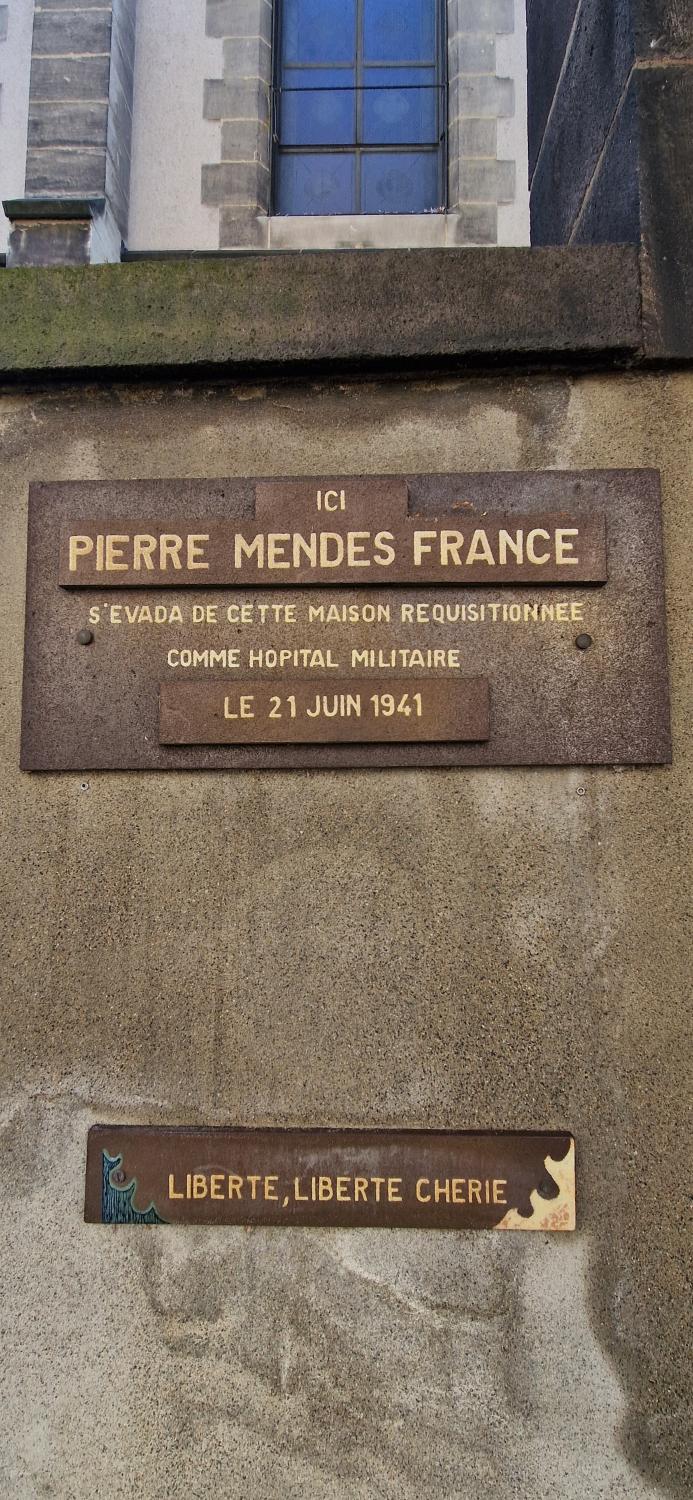 ICI
PIERRE MENDES FRANCE
S'EVADA DE CETTE MAISON REQUISITIONNEE
COMME HOPITAL MILITAIRE
LE 21 JUIN 1941
LIBERTE, LIBERTE CHERIE